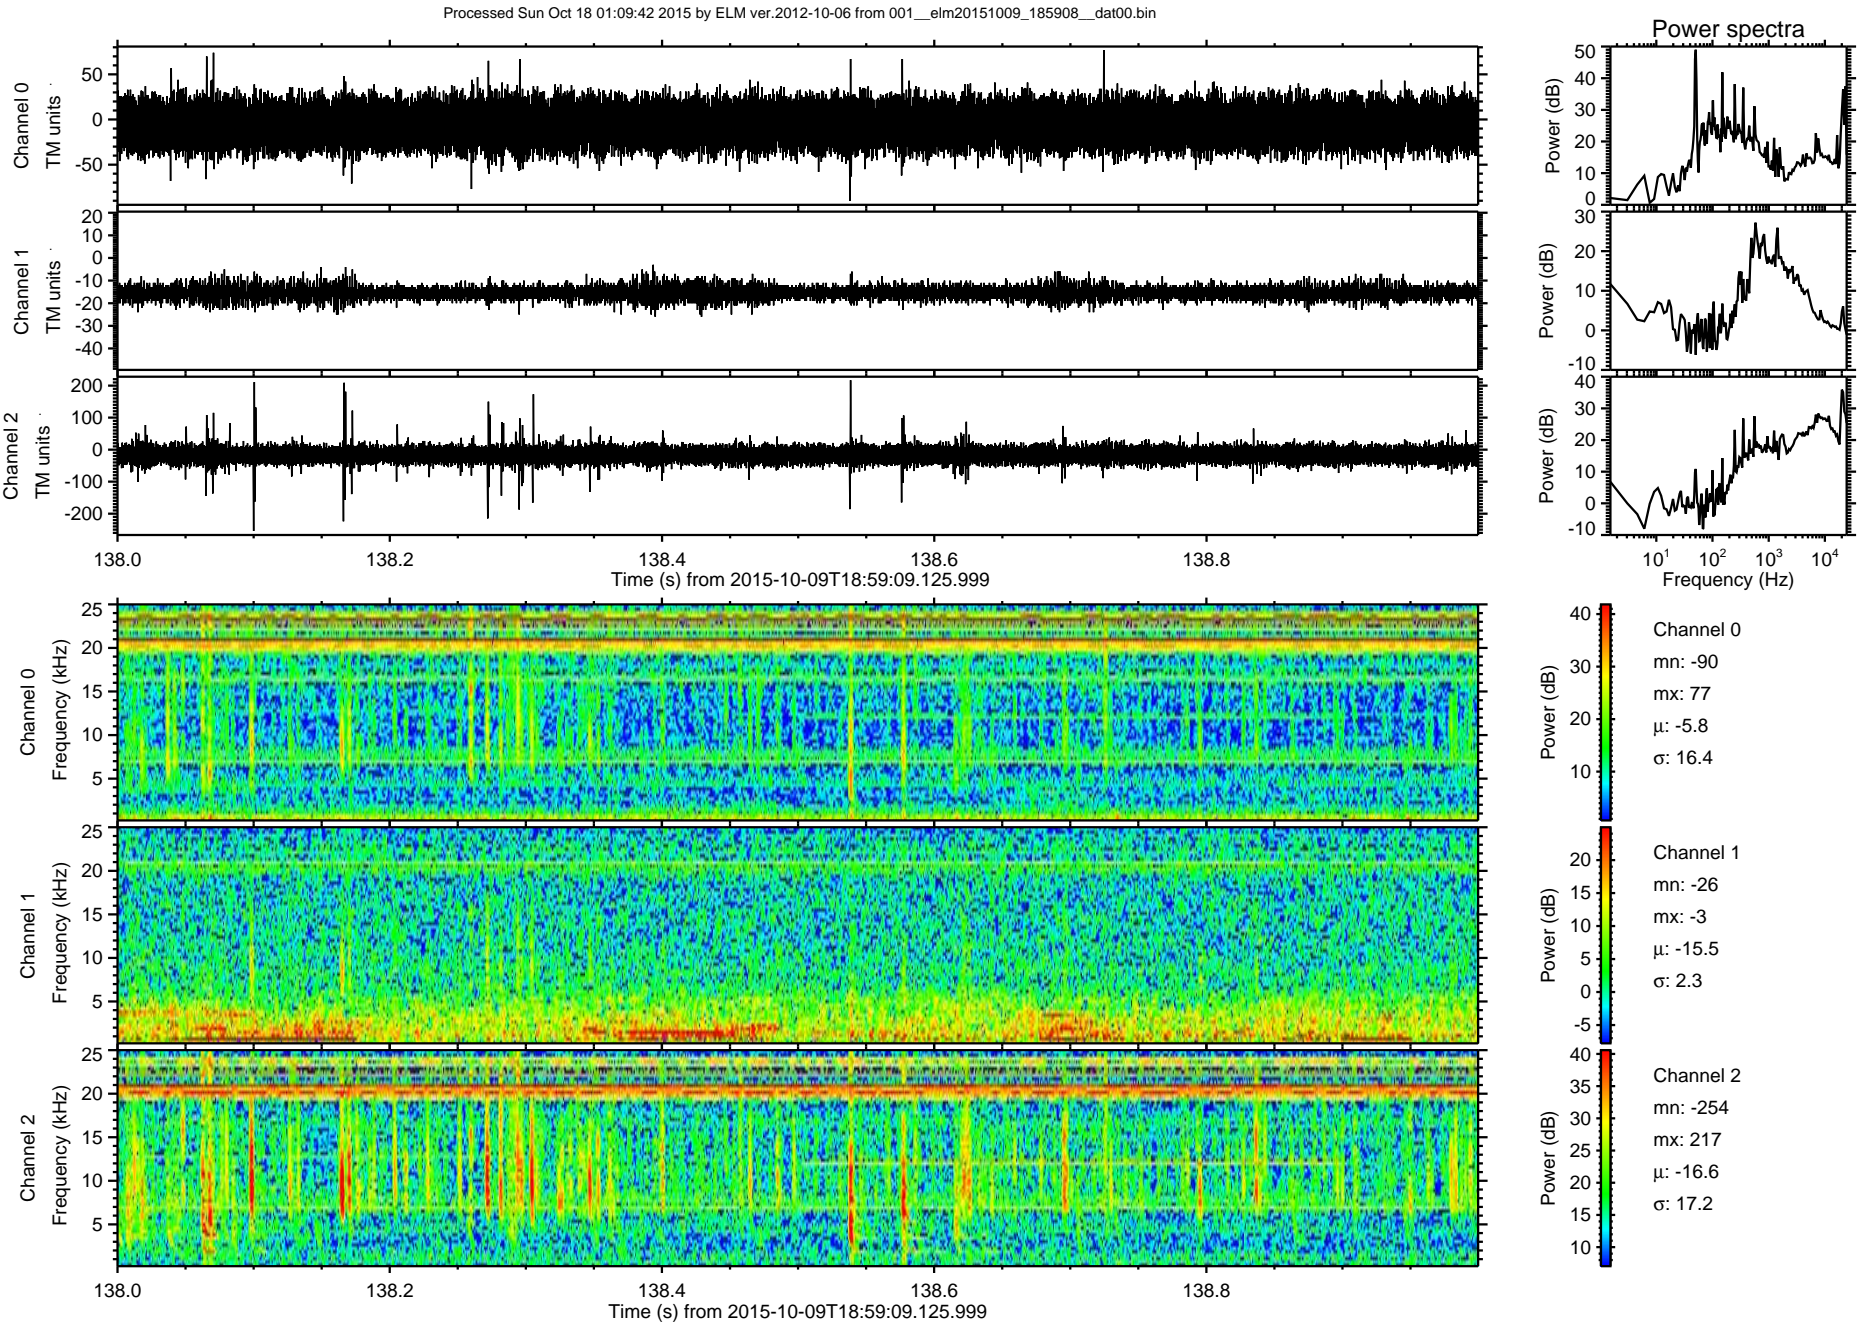 Processed Sun Oct 18 01:09:42 2015 by ELM ver.2012-10-06 from 001__elm20151009_185908__dat00.bin
Power spectra
Channel 0
TM units
50
0
-50
Power (dB)
50
40
30
20
10
0
Channel 1
TM units
20
10
0
-10
-20
-30
-40
Power (dB)
30
20
10
0
-10
Channel 2
TM units
200
100
0
-100
-200
Power (dB)
40
30
20
10
0
-10
138.0 138.2 138.4 138.6 138.8
Time (s) from 2015-10-09T18:59:09.125.999
10^1 10^2 10^3 10^4
Frequency (Hz)
Channel 0
Frequency (kHz)
25
20
15
10
5
Power (dB)
40
30
20
10
Channel 0
mn: -90
mx: 77
μ: -5.8
σ: 16.4
Channel 1
Frequency (kHz)
25
20
15
10
5
Power (dB)
20
15
10
5
0
-5
Channel 1
mn: -26
mx: -3
μ: -15.5
σ: 2.3
Channel 2
Frequency (kHz)
25
20
15
10
5
Power (dB)
40
35
30
25
20
15
10
Channel 2
mn: -254
mx: 217
μ: -16.6
σ: 17.2
138.0 138.2 138.4 138.6 138.8
Time (s) from 2015-10-09T18:59:09.125.999